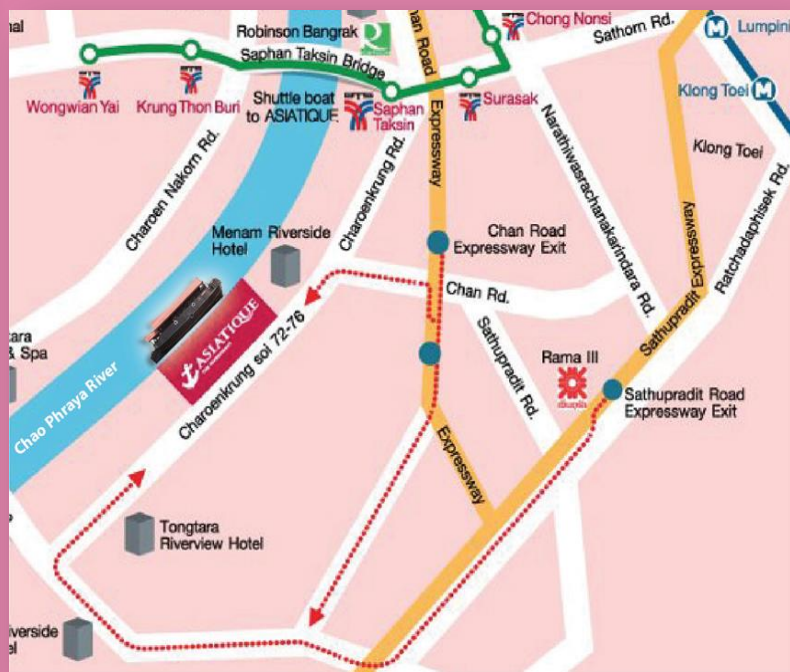 Chong Nonsi
Robinson Bangrak
Sathorn Rd.
Lumpini
Saphan Taksin Bridge
Wongwian Yai
Krung Thon Buri
Shuttle boat
to ASIATIQUE
Saphan
Taksin
Surasak
Klong Toei
Road
Expressway
Klong Toei
Charoen Nakorn Rd.
Charoenkrung Rd.
Narathiwasrachanakarindara Rd.
Ratchadaphisek Rd.
Menam Riverside
Hotel
Chan Road
Expressway Exit
Sathupradit Expressway
Chan Rd.
ASIATIQUE
Charoenkrung soi 72-76
Sathupradit Rd.
Rama III
& Spa
Chao Phraya River
Sathupradit Road
Expressway Exit
Expressway
Tongtara
Riverview Hotel